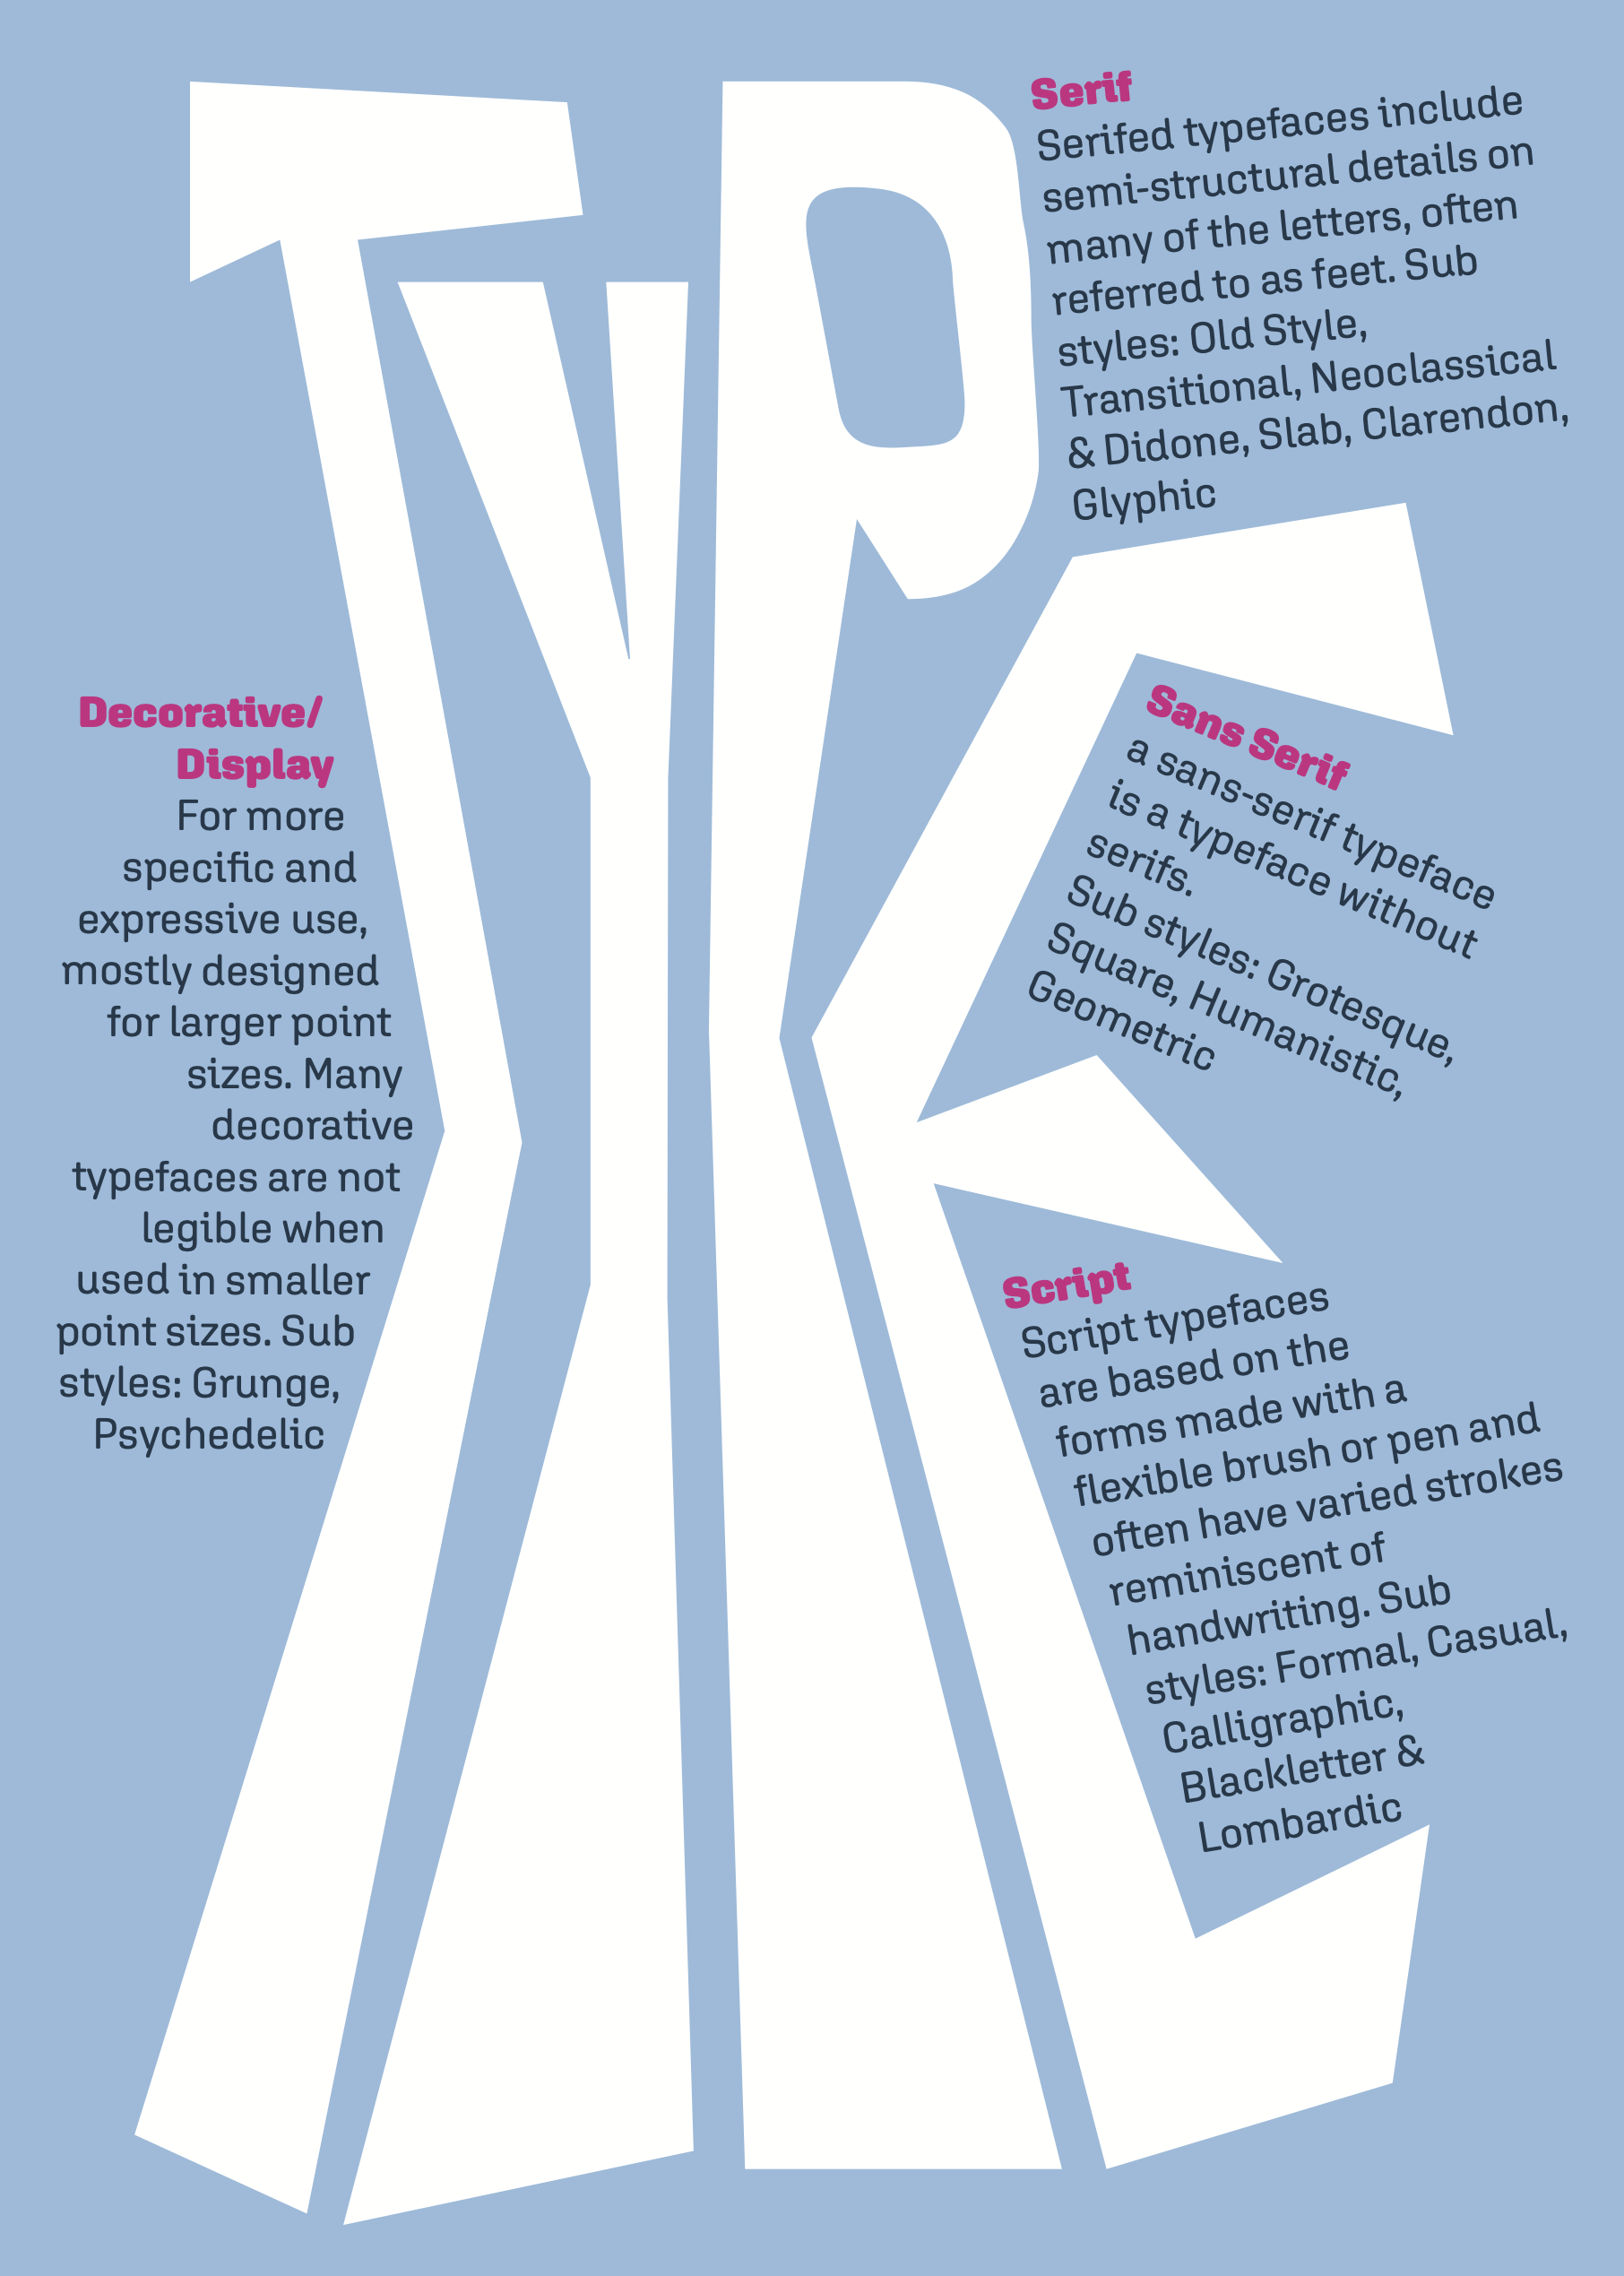 TYPE
Serif
Serifed typefaces include
semi-structural details on
many of the letters, often
referred to as feet. Sub
styles: Old Style,
Transitional, Neoclassical
& Didone, Slab, Clarendon,
Glyphic
Sans Serif
a sans-serif typeface
is a typeface without
serifs.
Sub styles: Grotesque,
Square, Humanistic,
Geometric
Decorative/
Display
For more
specific and
expressive use,
mostly designed
for larger point
sizes. Many
decorative
typefaces are not
legible when
used in smaller
point sizes. Sub
styles: Grunge,
Psychedelic
Script
Script typefaces
are based on the
forms made with a
flexible brush or pen and
often have varied strokes
reminiscent of
handwriting. Sub
styles: Formal, Casual,
Calligraphic,
Blackletter &
Lombardic